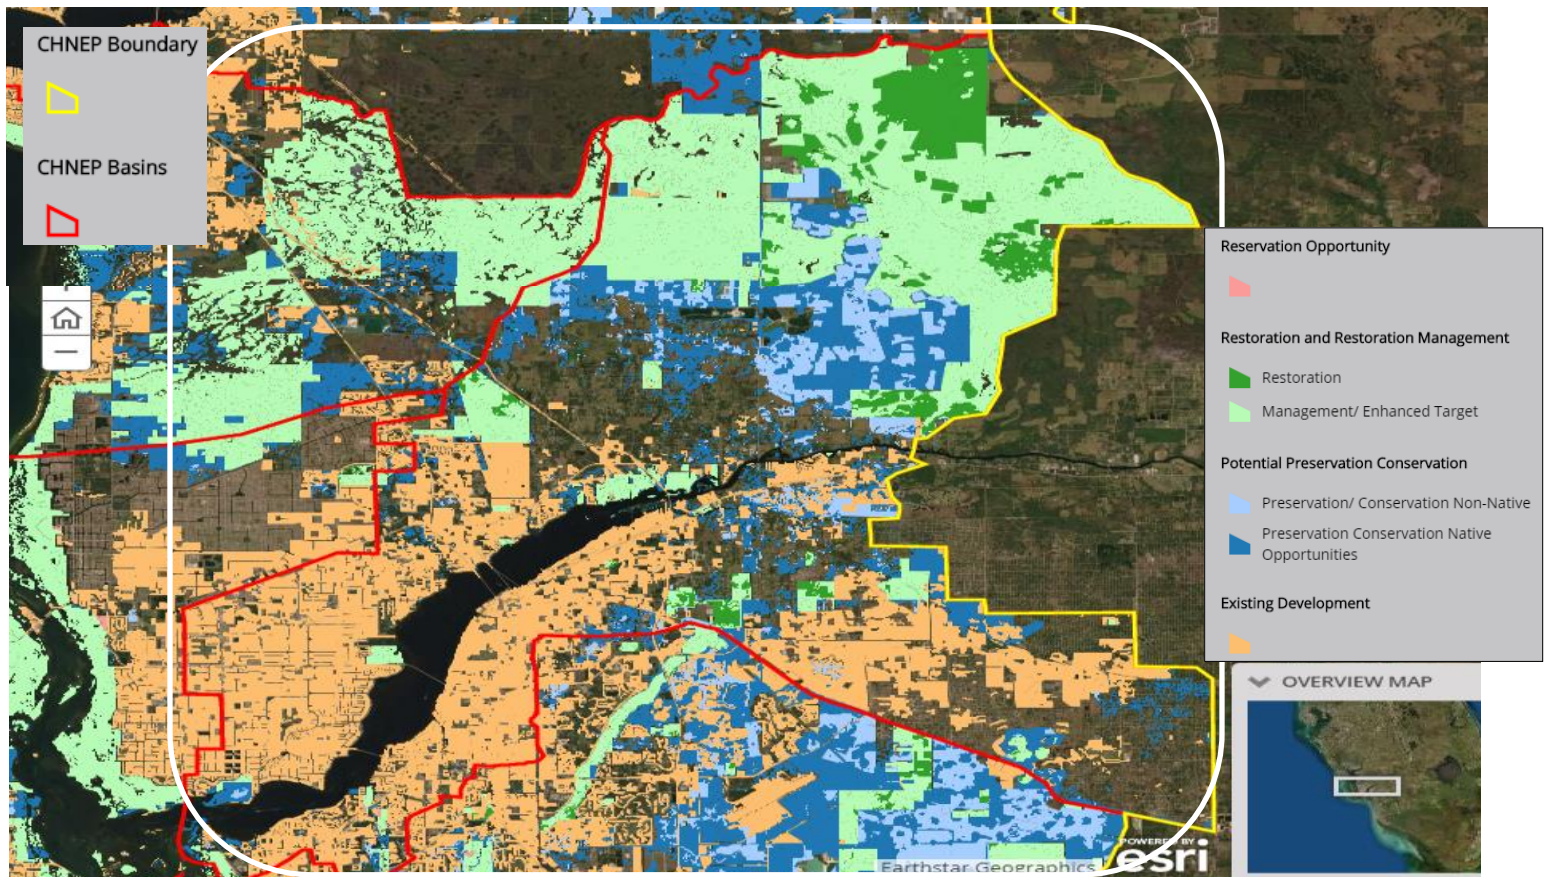 CHNEP Boundary
CHNEP Basins
Reservation Opportunity
Restoration and Restoration Management
Restoration
Management/ Enhanced Target
Potential Preservation Conservation
Preservation/ Conservation Non-Native
Preservation Conservation Native
Opportunities
Existing Development
OVERVIEW MAP
POWERED BY
esri
Earthstar Geographics